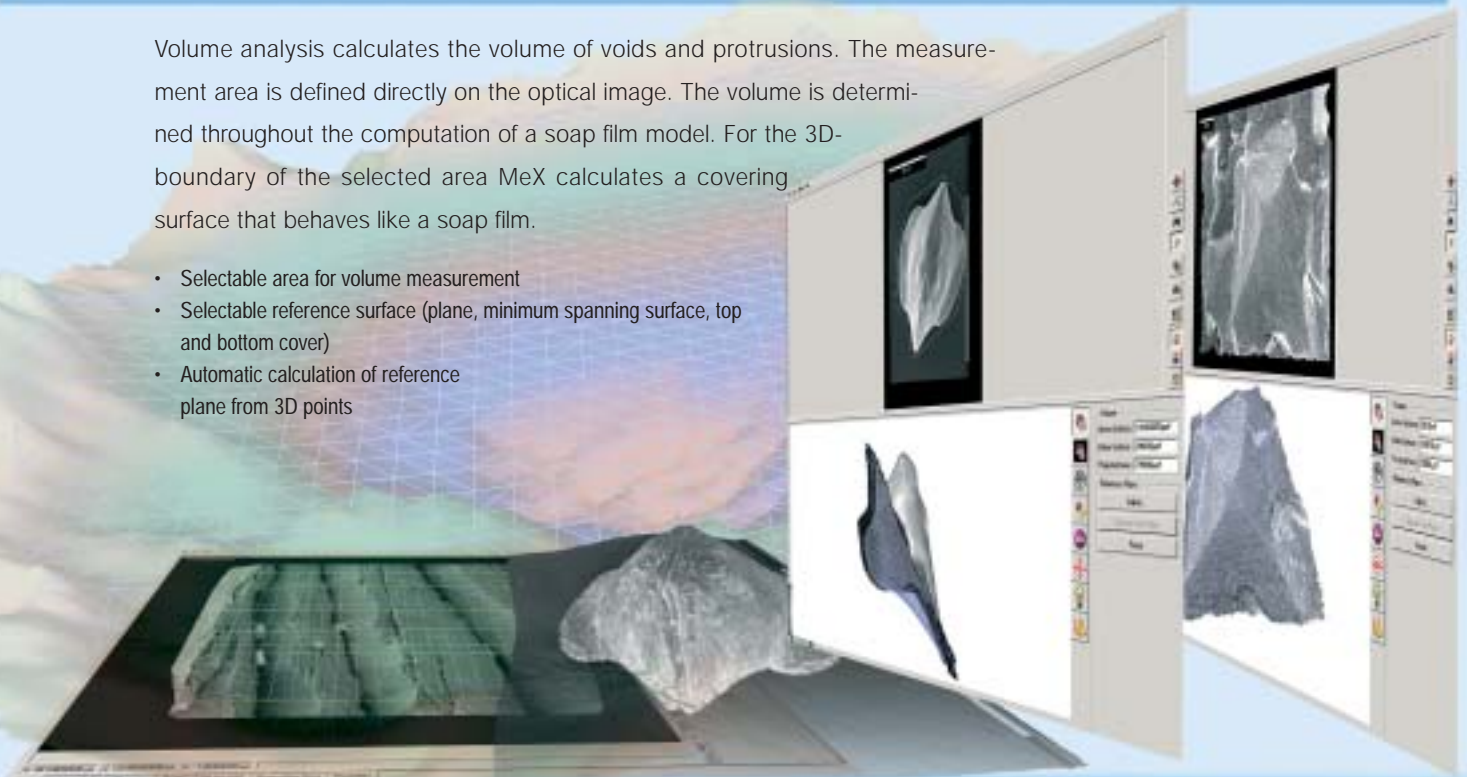 Volume analysis calculates the volume of voids and protrusions. The measure-
ment area is defined directly on the optical image. The volume is determi-
ned throughout the computation of a soap film model. For the 3D-
boundary of the selected area MeX calculates a covering
surface that behaves like a soap film.
• Selectable area for volume measurement
• Selectable reference surface (plane, minimum spanning surface, top
and bottom cover)
• Automatic calculation of reference
plane from 3D points